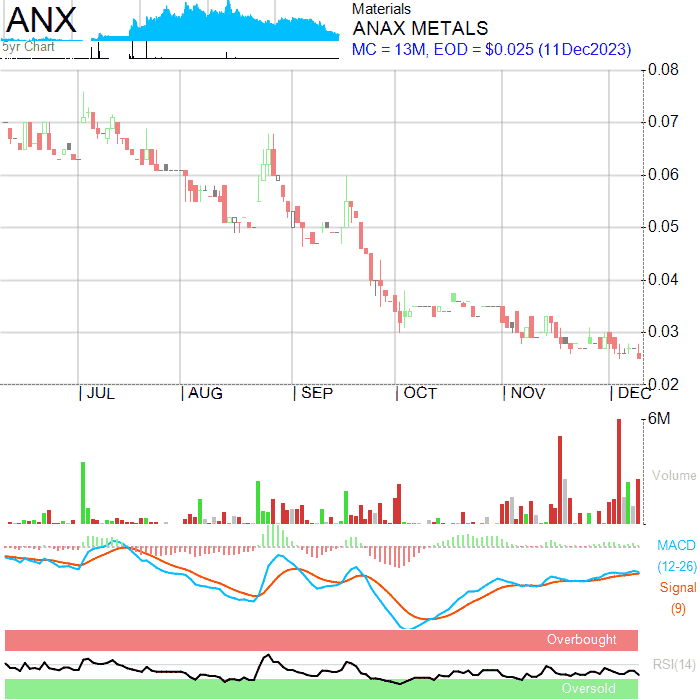 ANX
5yr Chart
Materials
ANAX METALS
MC = 13M, EOD = $0.025 (11Dec2023)
0.08
0.07
0.06
0.05
0.04
0.03
0.02
JUL AUG SEP OCT NOV DEC
6M
Volume
MACD
(12-26)
Signal
(9)
Overbought
RSI(14)
Oversold